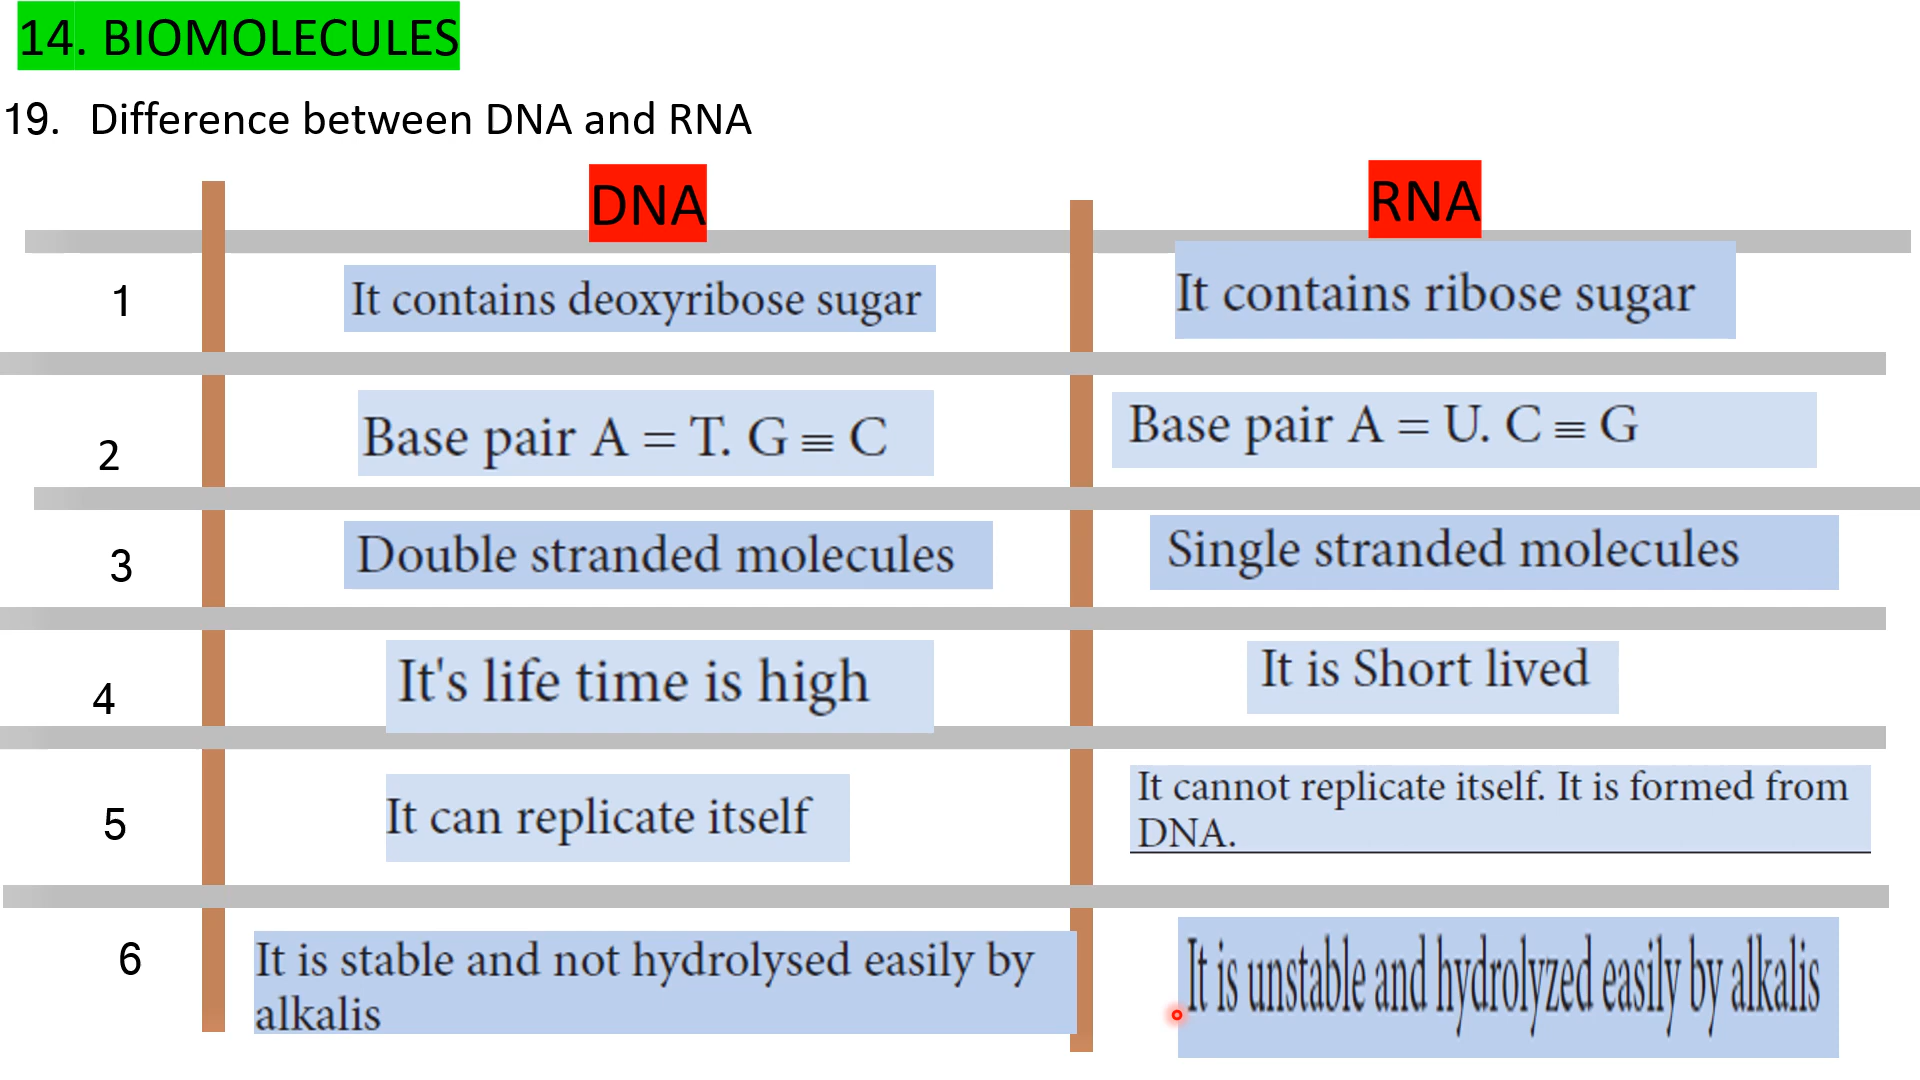 14. BIOMOLECULES
19. Difference between DNA and RNA
DNA
RNA
1
It contains deoxyribose sugar
It contains ribose sugar
2
Base pair A = T. G ≡ C
Base pair A = U. C ≡ G
3
Double stranded molecules
Single stranded molecules
4
It's life time is high
It is Short lived
5
It can replicate itself
It cannot replicate itself. It is formed from
DNA.
6
It is stable and not hydrolysed easily by
alkalis
It is unstable and hydrolyzed easily by alkalis